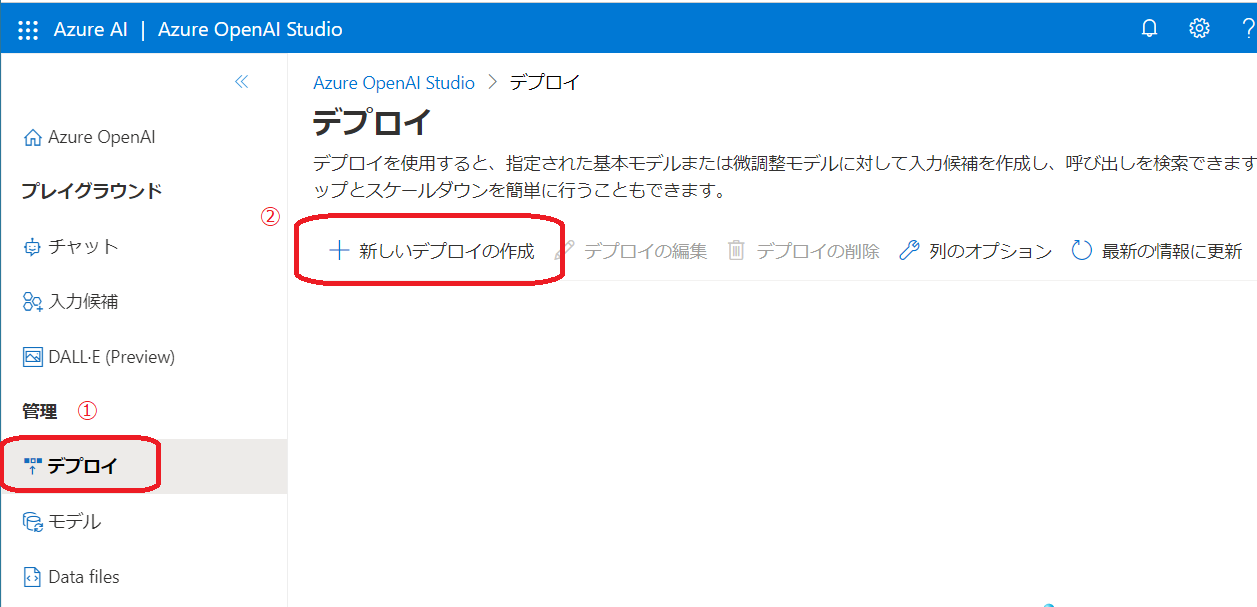 Azure AI | Azure OpenAI Studio ?
Azure OpenAI Studio > デプロイ
デプロイ
デプロイを使用すると、指定された基本モデルまたは微調整モデルに対して入力候補を作成し、呼び出しを検索できます
ップとスケールダウンを簡単に行うこともできます。
② + 新しいデプロイの作成 デプロイの編集 デプロイの削除 列のオプション 最新の情報に更新
Azure OpenAI
プレイグラウンド
チャット
入力候補
DALL·E (Preview)
管理 ①
デプロイ
モデル
Data files